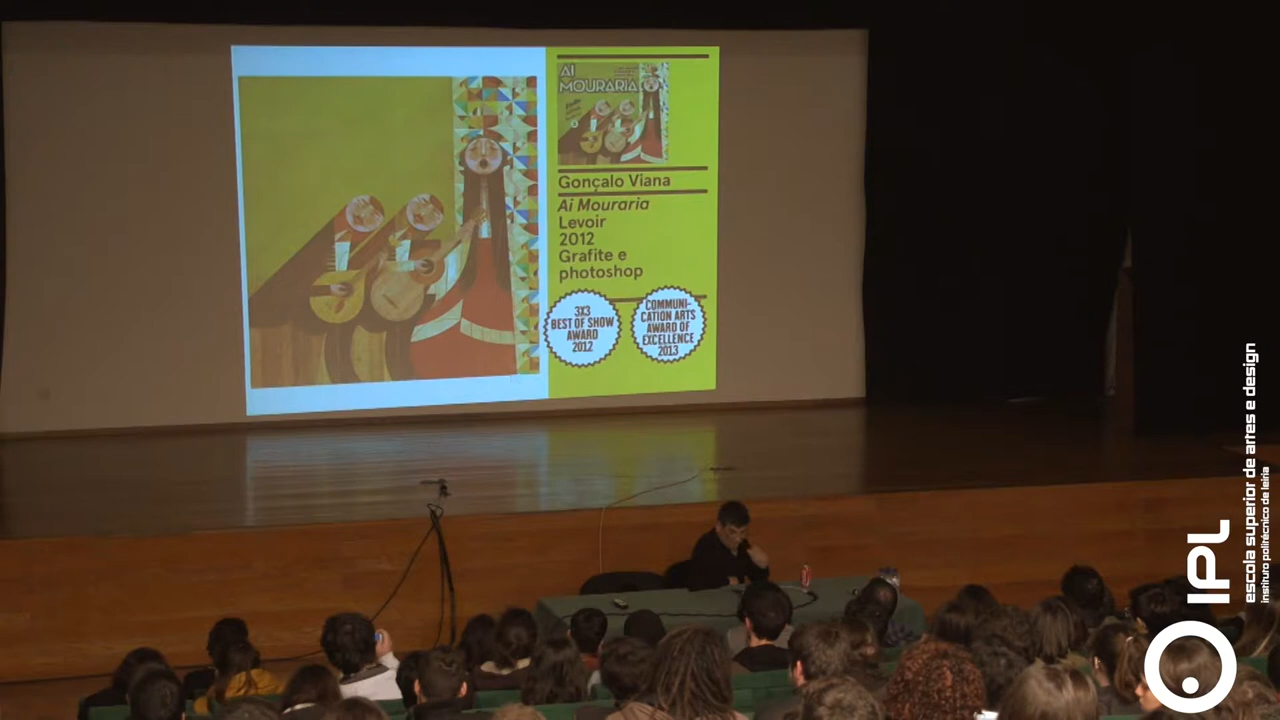 AI
MOURARIA
Gonçalo Viana
Ai Mouraria
Levoir
2012
Grafite e
photoshop
3X3
BEST OF SHOW
AWARD
2012
COMMUNI-
CATION ARTS
AWARD OF
EXCELLENCE
2013
IPL
escola superior de artes e design
instituto politécnico de leiria